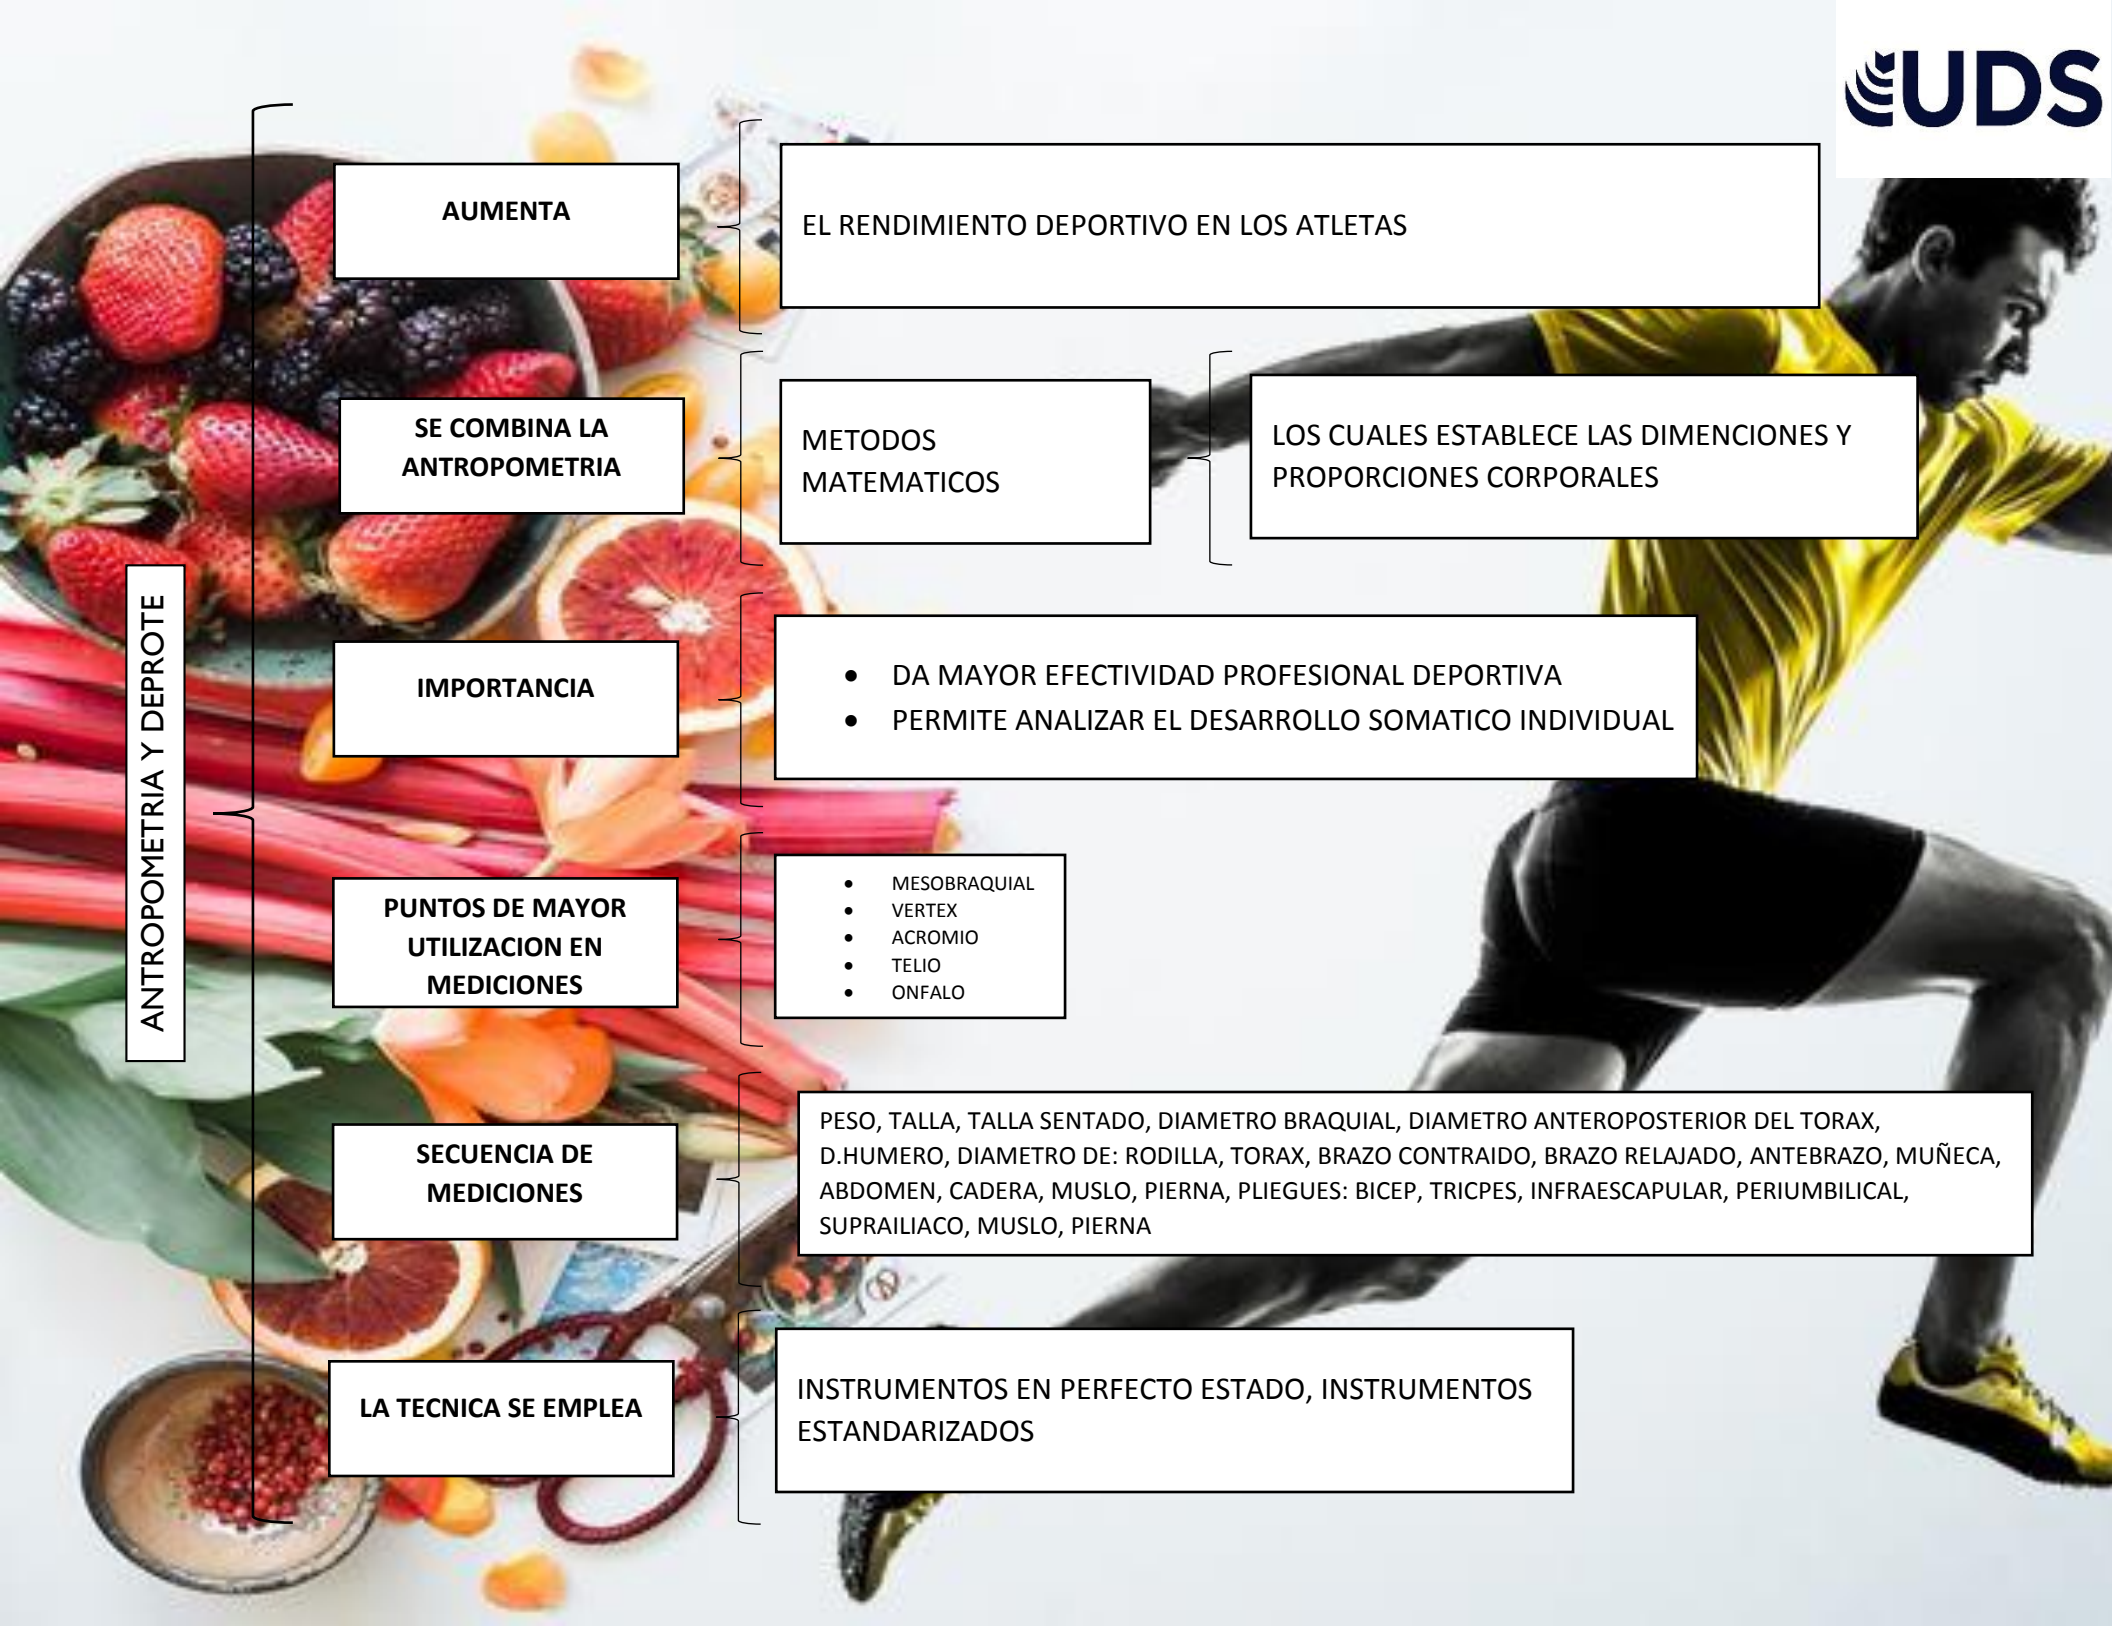 UDS
ANTROPOMETRIA Y DEPROTE
AUMENTA
EL RENDIMIENTO DEPORTIVO EN LOS ATLETAS
SE COMBINA LA
ANTROPOMETRIA
METODOS
MATEMATICOS
LOS CUALES ESTABLECE LAS DIMENCIONES Y
PROPORCIONES CORPORALES
IMPORTANCIA
• DA MAYOR EFECTIVIDAD PROFESIONAL DEPORTIVA
• PERMITE ANALIZAR EL DESARROLLO SOMATICO INDIVIDUAL
PUNTOS DE MAYOR
UTILIZACION EN
MEDICIONES
• MESOBRAQUIAL
• VERTEX
• ACROMIO
• TELIO
• ONFALO
SECUENCIA DE
MEDICIONES
PESO, TALLA, TALLA SENTADO, DIAMETRO BRAQUIAL, DIAMETRO ANTEROPOSTERIOR DEL TORAX,
D.HUMERO, DIAMETRO DE: RODILLA, TORAX, BRAZO CONTRAIDO, BRAZO RELAJADO, ANTEBRAZO, MUÑECA,
ABDOMEN, CADERA, MUSLO, PIERNA, PLIEGUES: BICEP, TRICPES, INFRAESCAPULAR, PERIUMBILICAL,
SUPRAILIACO, MUSLO, PIERNA
LA TECNICA SE EMPLEA
INSTRUMENTOS EN PERFECTO ESTADO, INSTRUMENTOS
ESTANDARIZADOS